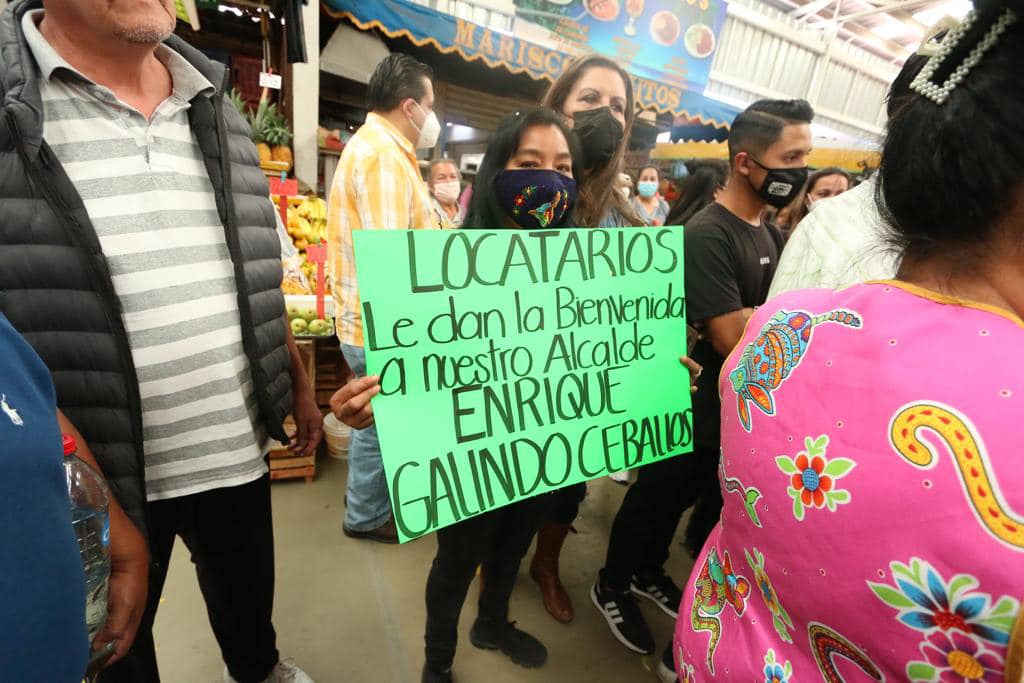 MARISC
ITOS
LOCATARIOS
Le dan la Bienvenida
a nuestro Alcalde
ENRIQUE
GALINDO CEBALLOS